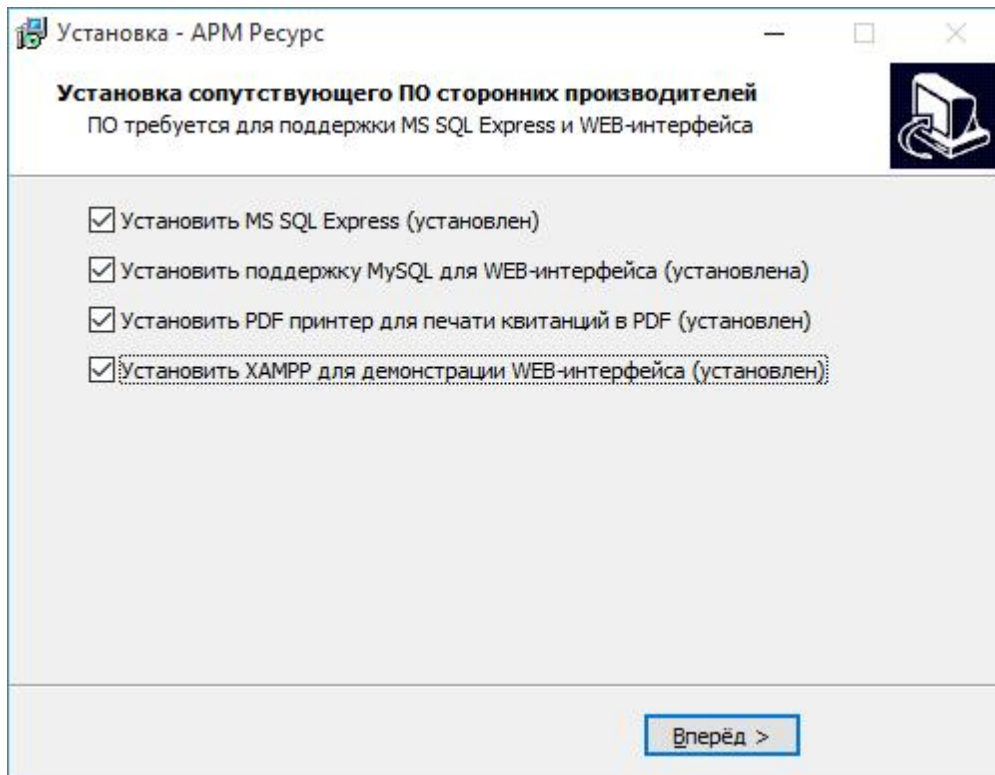 Установка - АРМ Ресурс
Установка сопутствующего ПО сторонних производителей
ПО требуется для поддержки MS SQL Express и WEB-интерфейса
Установить MS SQL Express (установлен)
Установить поддержку MySQL для WEB-интерфейса (установлена)
Установить PDF принтер для печати квитанций в PDF (установлен)
Установить XAMPP для демонстрации WEB-интерфейса (установлен)
Вперёд >